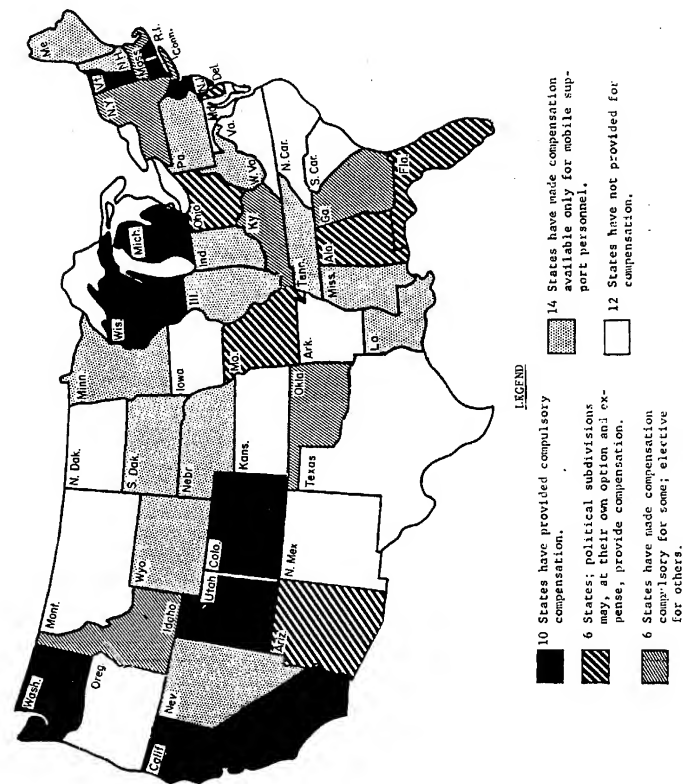 Wash.
Oreg.
Calif.
Nev.
Idaho
Mont.
Wyo.
Utah
Colo.
Ariz.
N. Mex
N. Dak.
S. Dak.
Nebr
Kans.
Okla
Texas
Minn.
Iowa
Mo.
Ark.
La.
Wis.
Ill.
Mich.
Ind
Ohio
Ky.
Tenn.
Miss.
Ala.
Ga.
Fla.
S. Car.
N. Car.
Va.
W. Va.
Pa.
N.Y.
Vt.
N.H.
Me.
Mass
R.I.
Conn.
N.J.
Del.
Md.
LEGEND
10 States have provided compulsory
compensation.
6 States; political subdivisions
may, at their own option and ex-
pense, provide compensation.
6 States have made compensation
compulsory for some; elective
for others.
14 States have made compensation
available only for mobile sup-
port personnel.
12 States have not provided for
compensation.